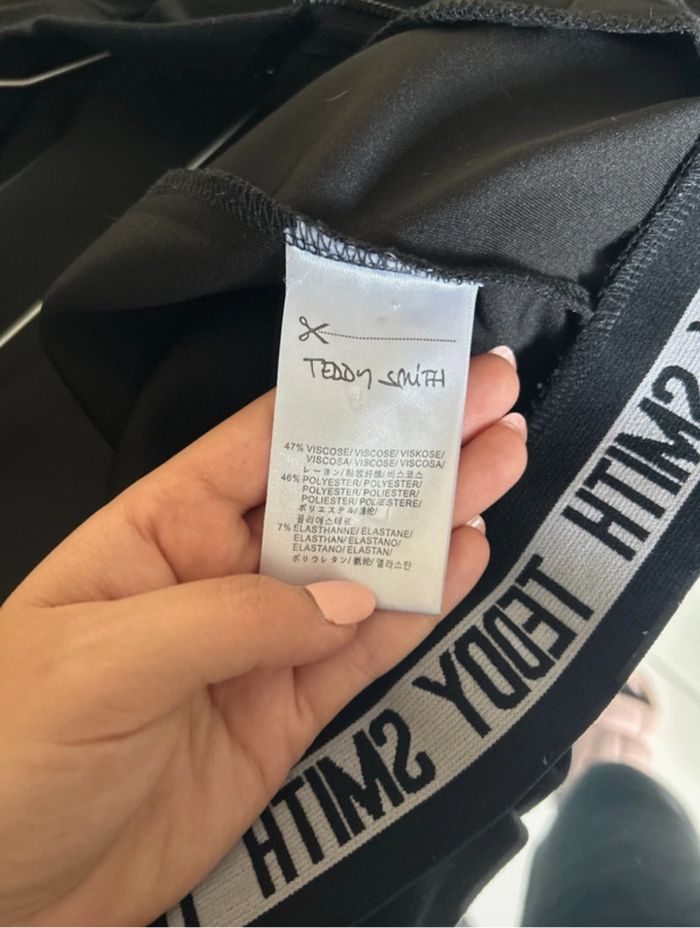 TEDDY SMITH
47% VISCOSE/ VISCOSE/ VISKOSE/
VISCOSA/ VISCOSE/ VISCOSA/
レーヨン/ 粘胶纤维/ 비스코스
46% POLYESTER/ POLYESTER/
POLYESTER/ POLIESTER/
POLIÉSTER/ POLIESTERE/
ポリエステル/ 涤纶/
폴리에스테르
7% ELASTHANNE/ ELASTANE/
ELASTHAN/ ELASTANO/
ELASTANO/ ELASTAN/
ポリウレタン/ 氨纶/ 엘라스탄
SMITH
TEDDY
SMITH